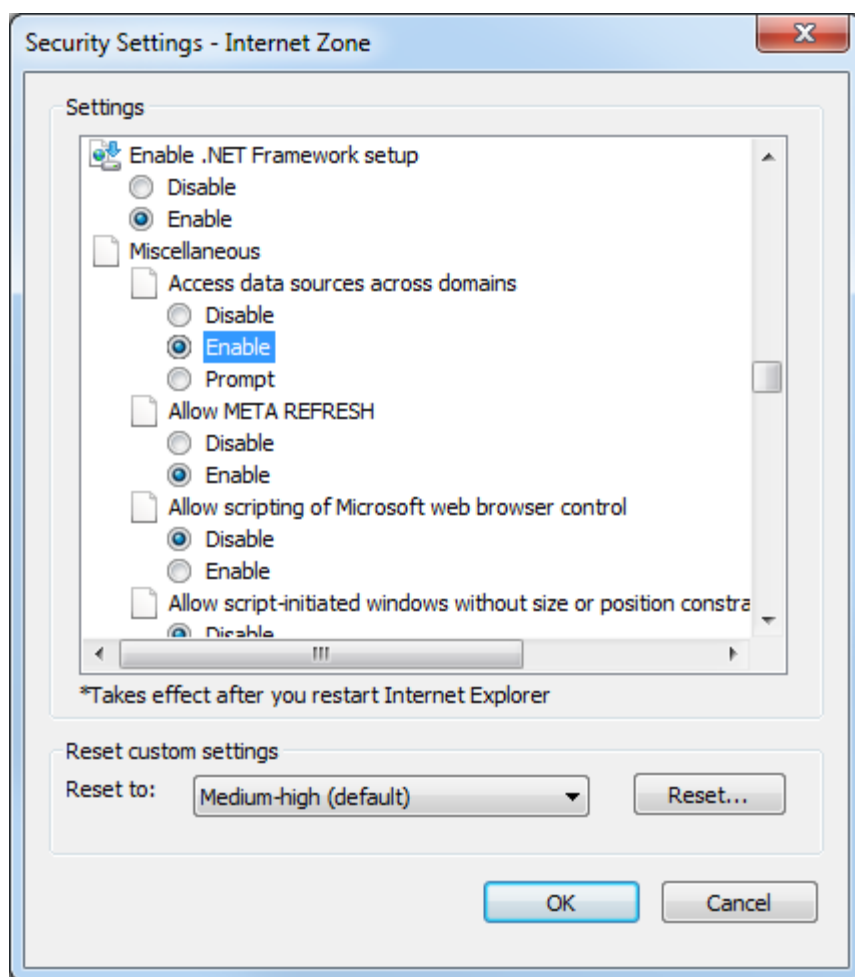 Security Settings - Internet Zone
Settings
Enable .NET Framework setup
Disable
Enable
Miscellaneous
Access data sources across domains
Disable
Enable
Prompt
Allow META REFRESH
Disable
Enable
Allow scripting of Microsoft web browser control
Disable
Enable
Allow script-initiated windows without size or position constra
Disable
*Takes effect after you restart Internet Explorer
Reset custom settings
Reset to: Medium-high (default) Reset...
OK Cancel